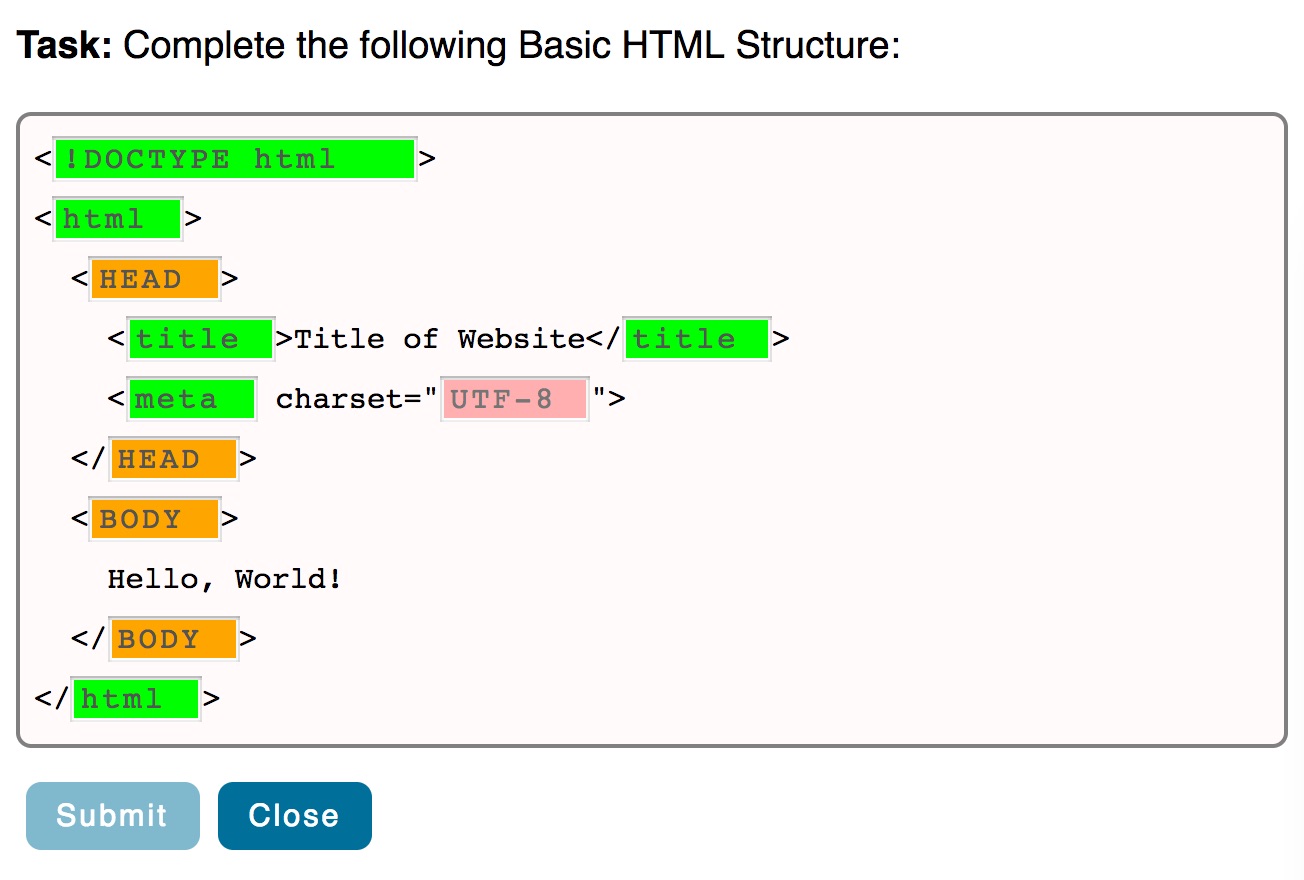 Task: Complete the following Basic HTML Structure:
<!DOCTYPE html>
<html>
<HEAD>
<title>Title of Website</title>
<meta charset="UTF-8">
</HEAD>
<BODY>
Hello, World!
</BODY>
</html>
Submit Close